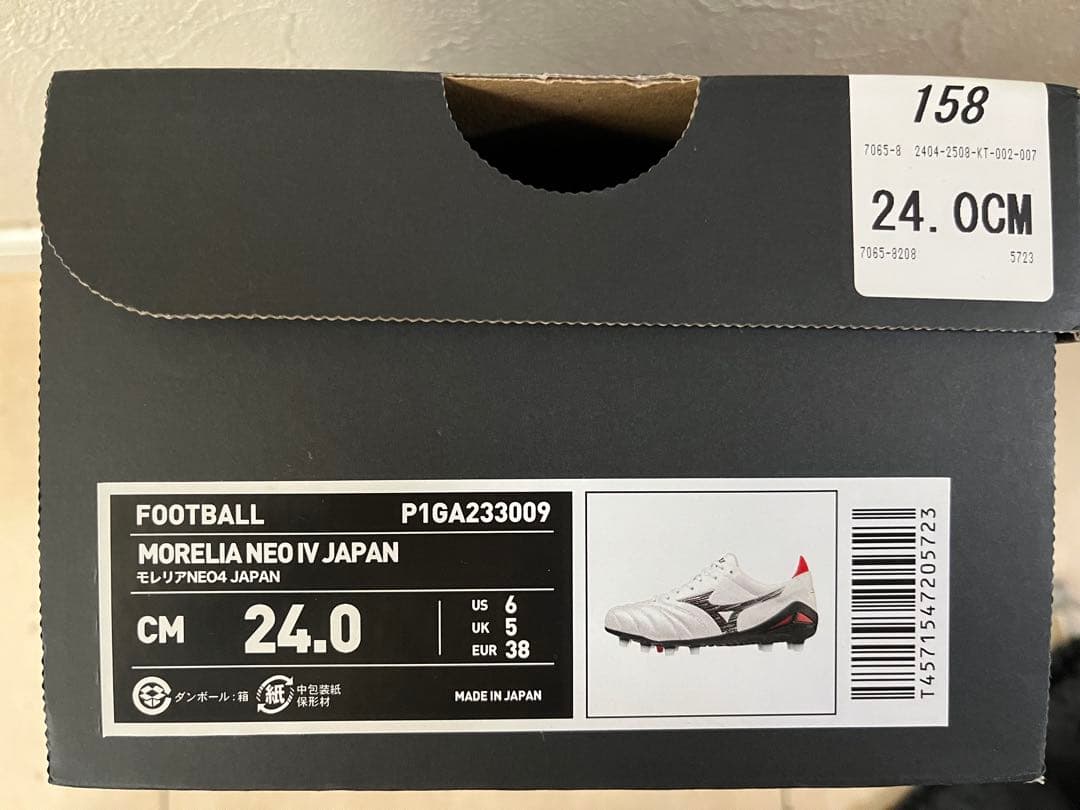 158
7065-8 2404-2508-KT-002-007
24.0CM
7065-8208 5723
FOOTBALL P1GA233009
MORELIA NEO IV JAPAN
モレリアNEO4 JAPAN
CM 24.0
US 6
UK 5
EUR 38
ダンボール:箱
紙
中包装紙
保形材
MADE IN JAPAN
T4571547205723